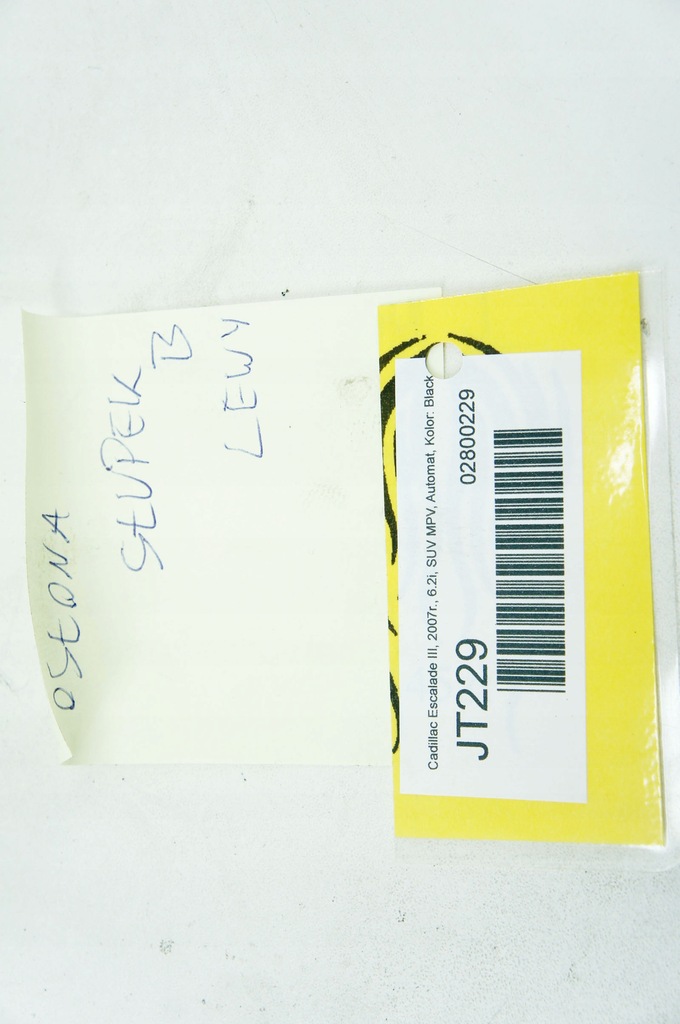 OSŁONA
SŁUPEK
B
LEWY
Cadillac Escalade III, 2007r., 6.2i, SUV MPV, Automat, Kolor: Black
JT229
02800229